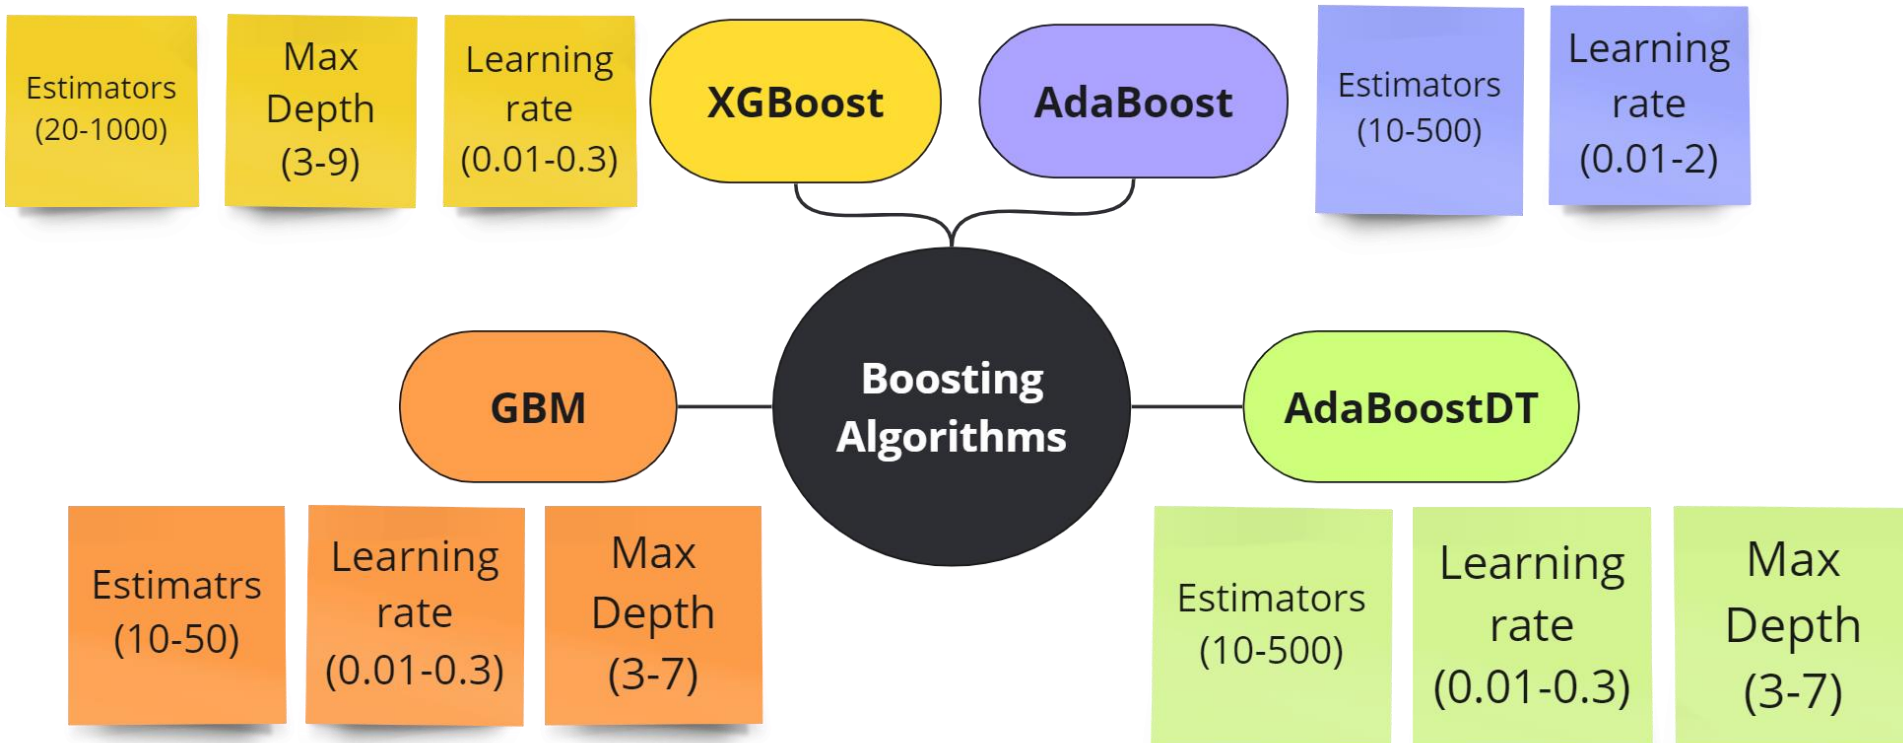 Estimators
(20-1000)
Max
Depth
(3-9)
Learning
rate
(0.01-0.3)
XGBoost
AdaBoost
Estimators
(10-500)
Learning
rate
(0.01-2)
GBM
Boosting
Algorithms
AdaBoostDT
Estimatrs
(10-50)
Learning
rate
(0.01-0.3)
Max
Depth
(3-7)
Estimators
(10-500)
Learning
rate
(0.01-0.3)
Max
Depth
(3-7)